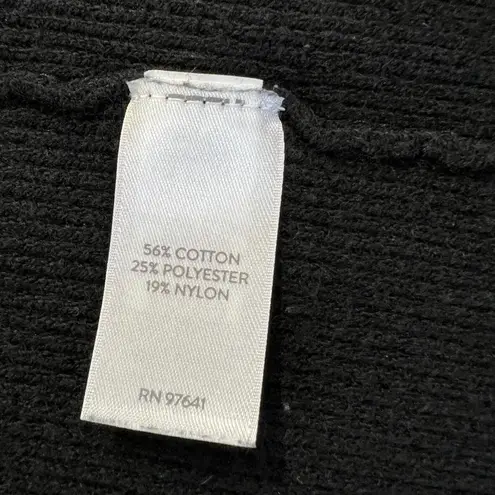 56% COTTON
25% POLYESTER
19% NYLON
RN 97641